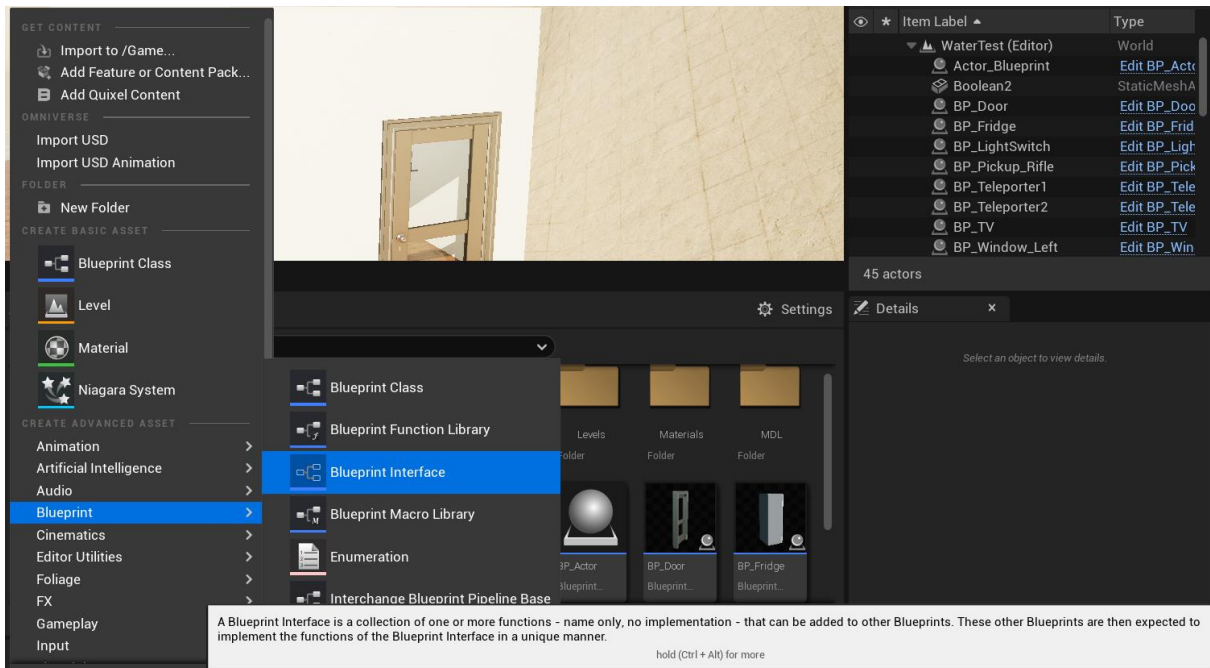 GET CONTENT
Import to /Game...
Add Feature or Content Pack...
Add Quixel Content
OMNIVERSE
Import USD
Import USD Animation
FOLDER
New Folder
CREATE BASIC ASSET
Blueprint Class
Level
Material
Niagara System
CREATE ADVANCED ASSET
Animation
Artificial Intelligence
Audio
Blueprint
Cinematics
Editor Utilities
Foliage
FX
Gameplay
Input
Blueprint Class
Blueprint Function Library
Blueprint Interface
Blueprint Macro Library
Enumeration
Interchange Blueprint Pipeline Base
Settings
Levels Materials MDL
Folder Folder Folder
BP_Actor BP_Door BP_Fridge
Blueprint... Blueprint... Blueprint...
Item Label Type
WaterTest (Editor) World
Actor_Blueprint Edit BP_Acto
Boolean2 StaticMeshA
BP_Door Edit BP_Doo
BP_Fridge Edit BP_Frid
BP_LightSwitch Edit BP_Ligh
BP_Pickup_Rifle Edit BP_Pick
BP_Teleporter1 Edit BP_Tele
BP_Teleporter2 Edit BP_Tele
BP_TV Edit BP_TV
BP_Window_Left Edit BP_Win
45 actors
Details
Select an object to view details.
A Blueprint Interface is a collection of one or more functions - name only, no implementation - that can be added to other Blueprints. These other Blueprints are then expected to
implement the functions of the Blueprint Interface in a unique manner.
hold (Ctrl + Alt) for more